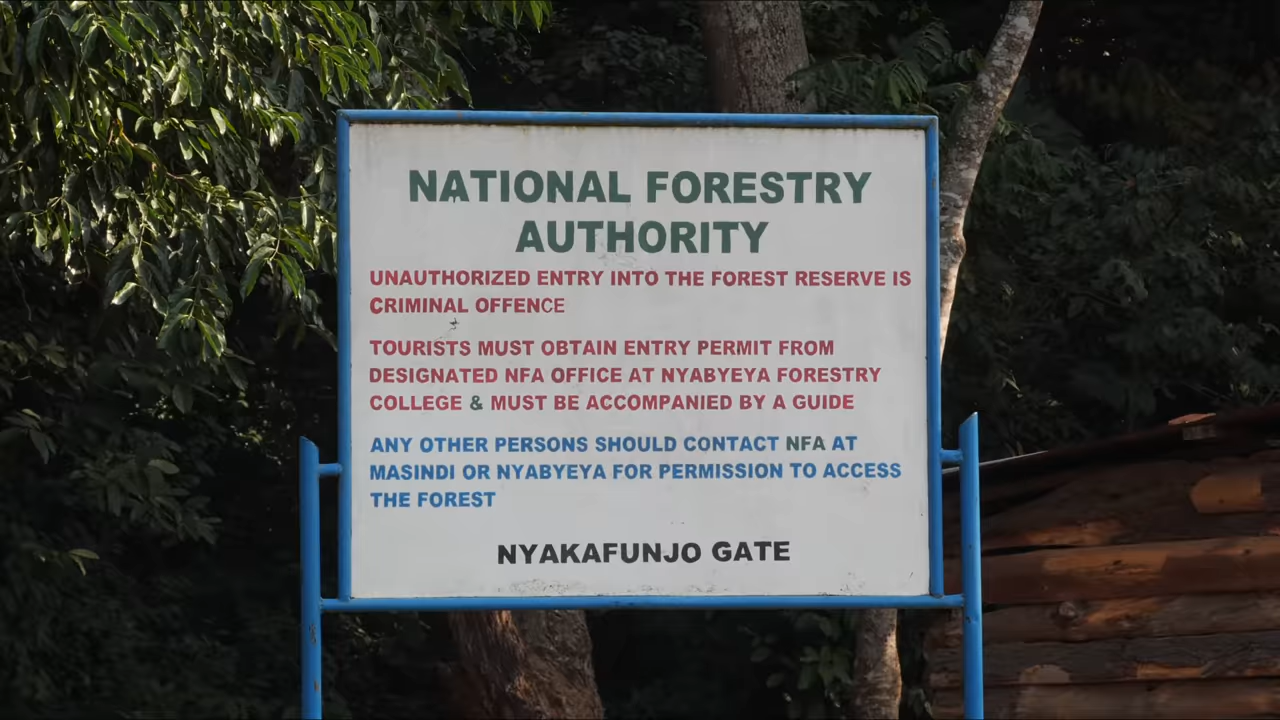 NATIONAL FORESTRY
AUTHORITY
UNAUTHORIZED ENTRY INTO THE FOREST RESERVE IS
CRIMINAL OFFENCE
TOURISTS MUST OBTAIN ENTRY PERMIT FROM
DESIGNATED NFA OFFICE AT NYABYEYA FORESTRY
COLLEGE & MUST BE ACCOMPANIED BY A GUIDE
ANY OTHER PERSONS SHOULD CONTACT NFA AT
MASINDI OR NYABYEYA FOR PERMISSION TO ACCESS
THE FOREST
NYAKAFUNJO GATE